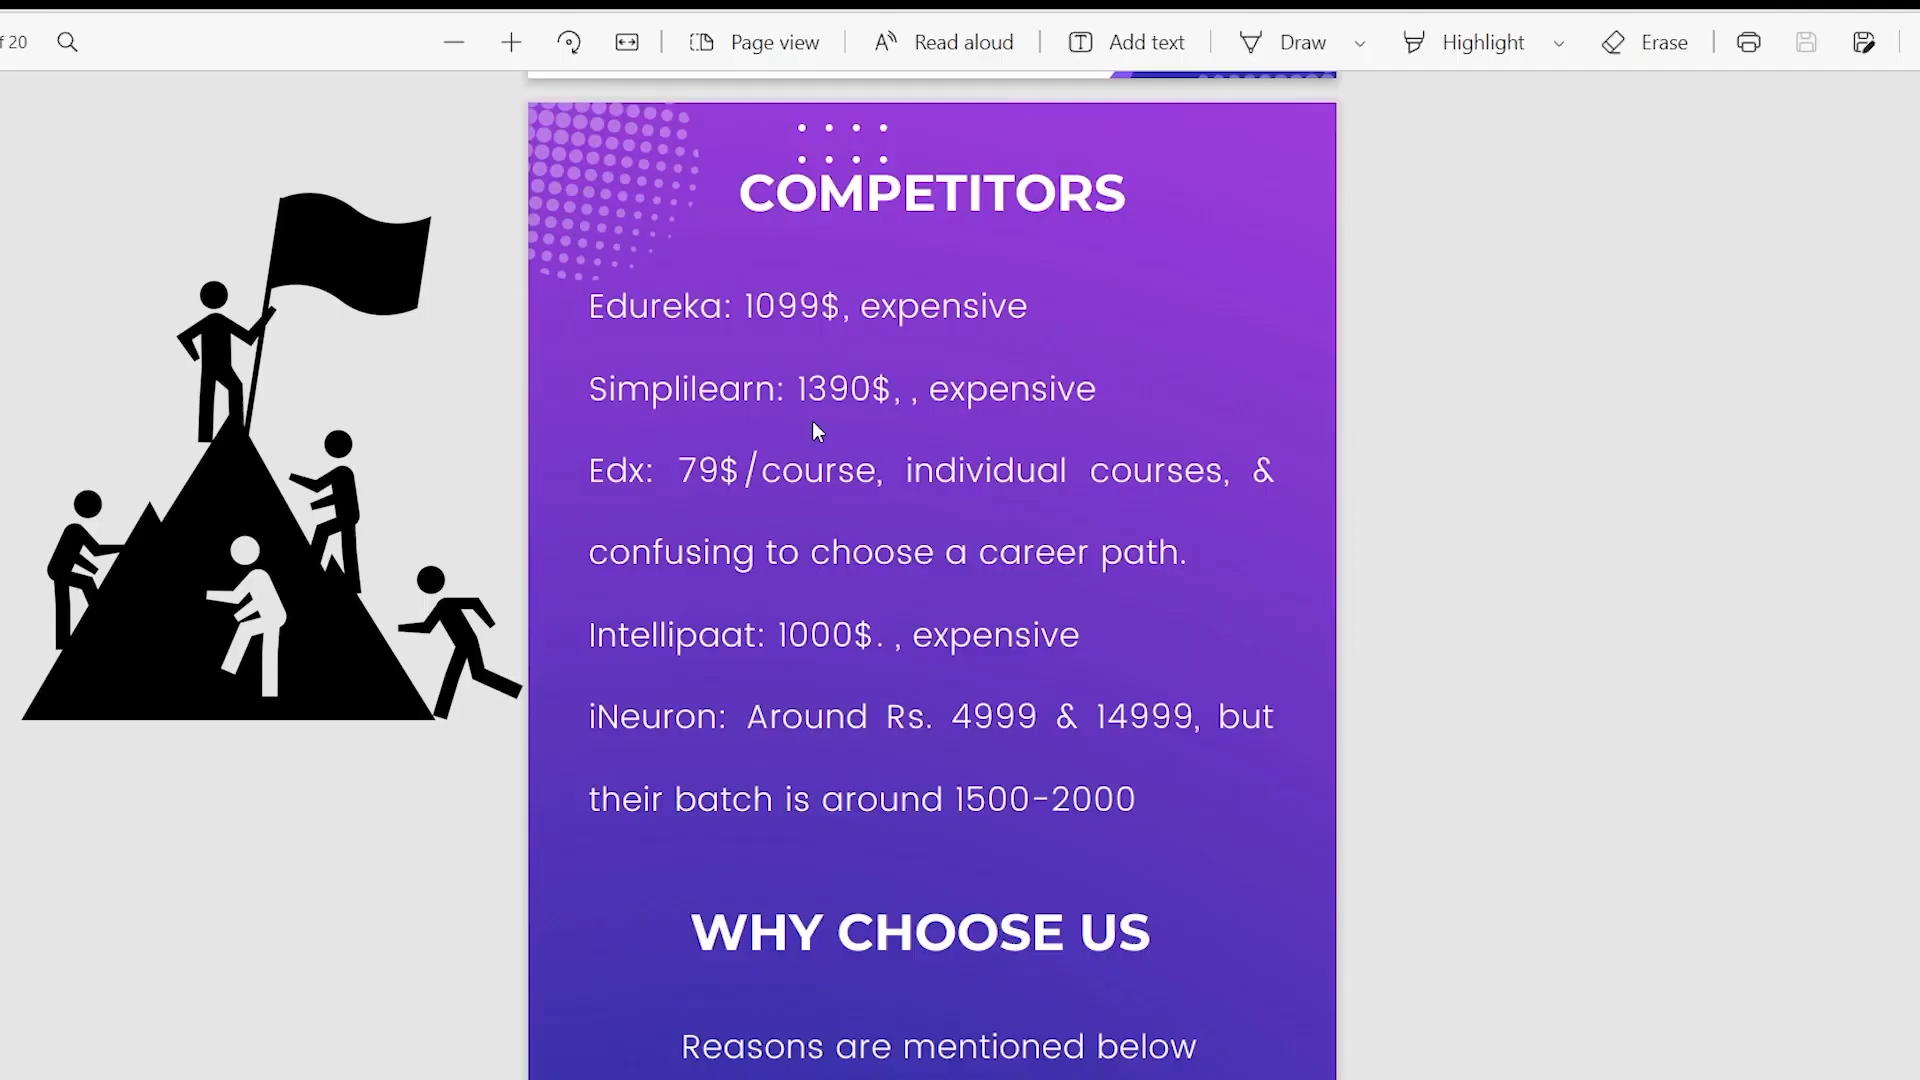 f 20
Page view
Read aloud
Add text
Draw
Highlight
Erase
COMPETITORS
Edureka: 1099$, expensive
Simplilearn: 1390$, , expensive
Edx: 79$/course, individual courses, &
confusing to choose a career path.
Intellipaat: 1000$. , expensive
iNeuron: Around Rs. 4999 & 14999, but
their batch is around 1500-2000
WHY CHOOSE US
Reasons are mentioned below